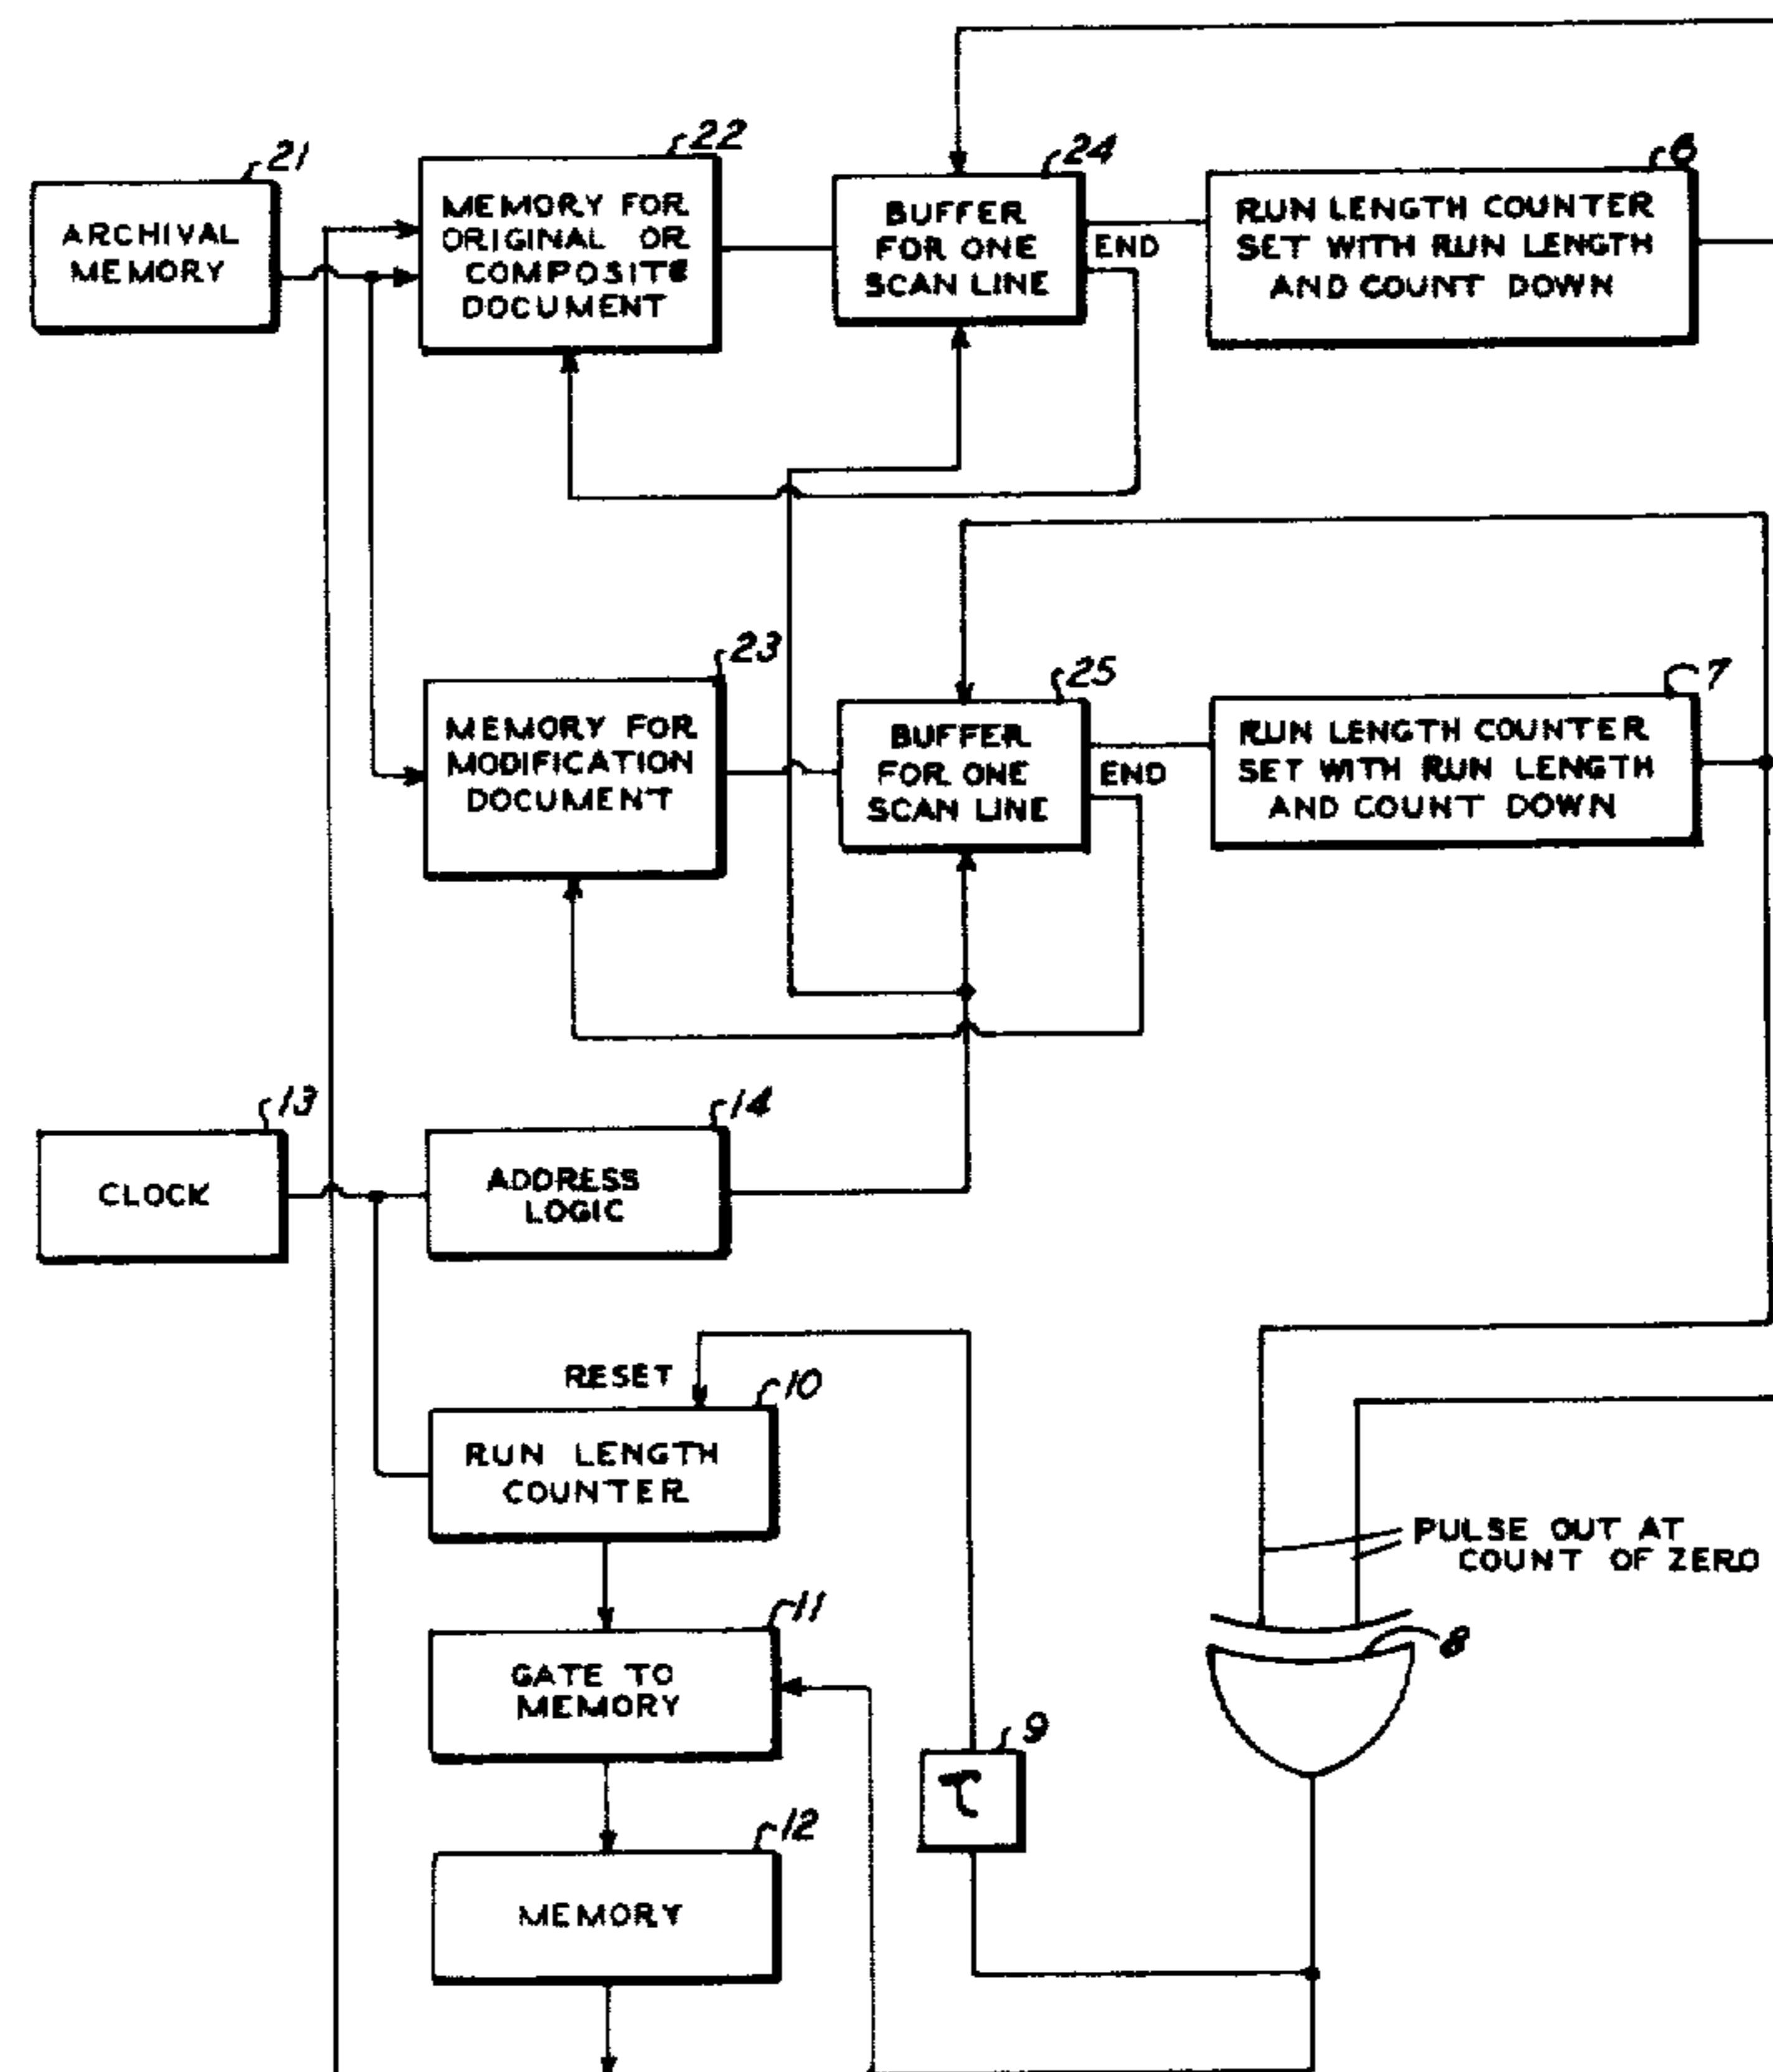 21
ARCHIVAL
MEMORY
22
MEMORY FOR
ORIGINAL OR
COMPOSITE
DOCUMENT
24
BUFFER
FOR ONE
SCAN LINE
END
6
RUN LENGTH COUNTER
SET WITH RUN LENGTH
AND COUNT DOWN
23
MEMORY FOR
MODIFICATION
DOCUMENT
25
BUFFER
FOR ONE
SCAN LINE
END
7
RUN LENGTH COUNTER
SET WITH RUN LENGTH
AND COUNT DOWN
13
CLOCK
14
ADDRESS
LOGIC
RESET
10
RUN LENGTH
COUNTER
PULSE OUT AT
COUNT OF ZERO
11
GATE TO
MEMORY
8
9
τ
12
MEMORY